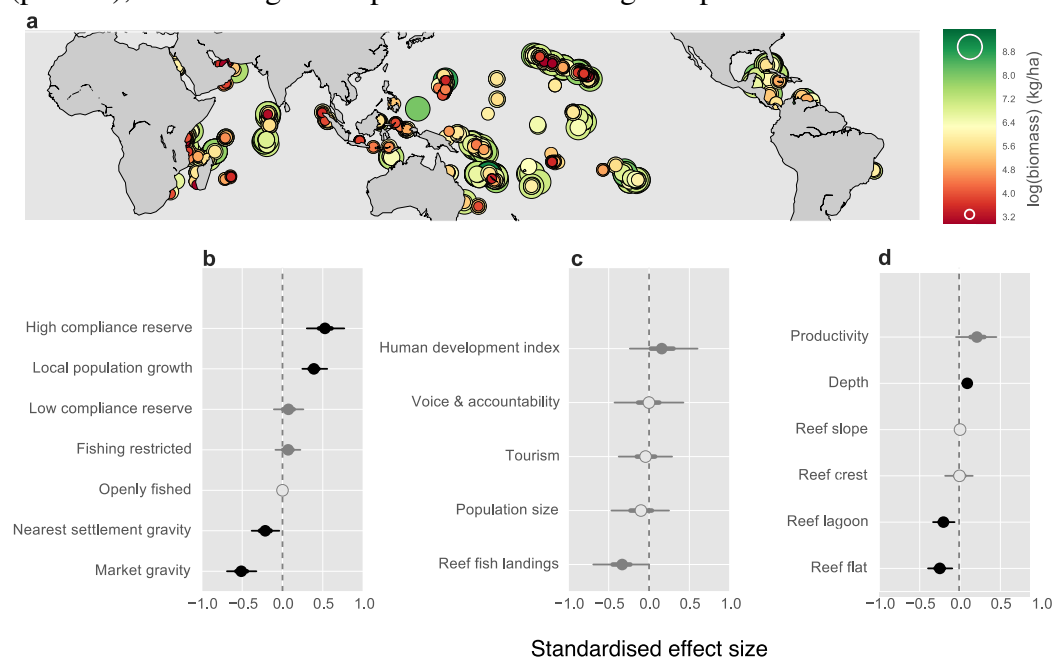 a
8.8
8.0
7.2
6.4
5.6
4.8
4.0
3.2
log(biomass) (kg/ha)
b
High compliance reserve
Local population growth
Low compliance reserve
Fishing restricted
Openly fished
Nearest settlement gravity
Market gravity
−1.0 −0.5 0.0 0.5 1.0
c
Human development index
Voice & accountability
Tourism
Population size
Reef fish landings
−1.0 −0.5 0.0 0.5 1.0
d
Productivity
Depth
Reef slope
Reef crest
Reef lagoon
Reef flat
−1.0 −0.5 0.0 0.5 1.0
Standardised effect size